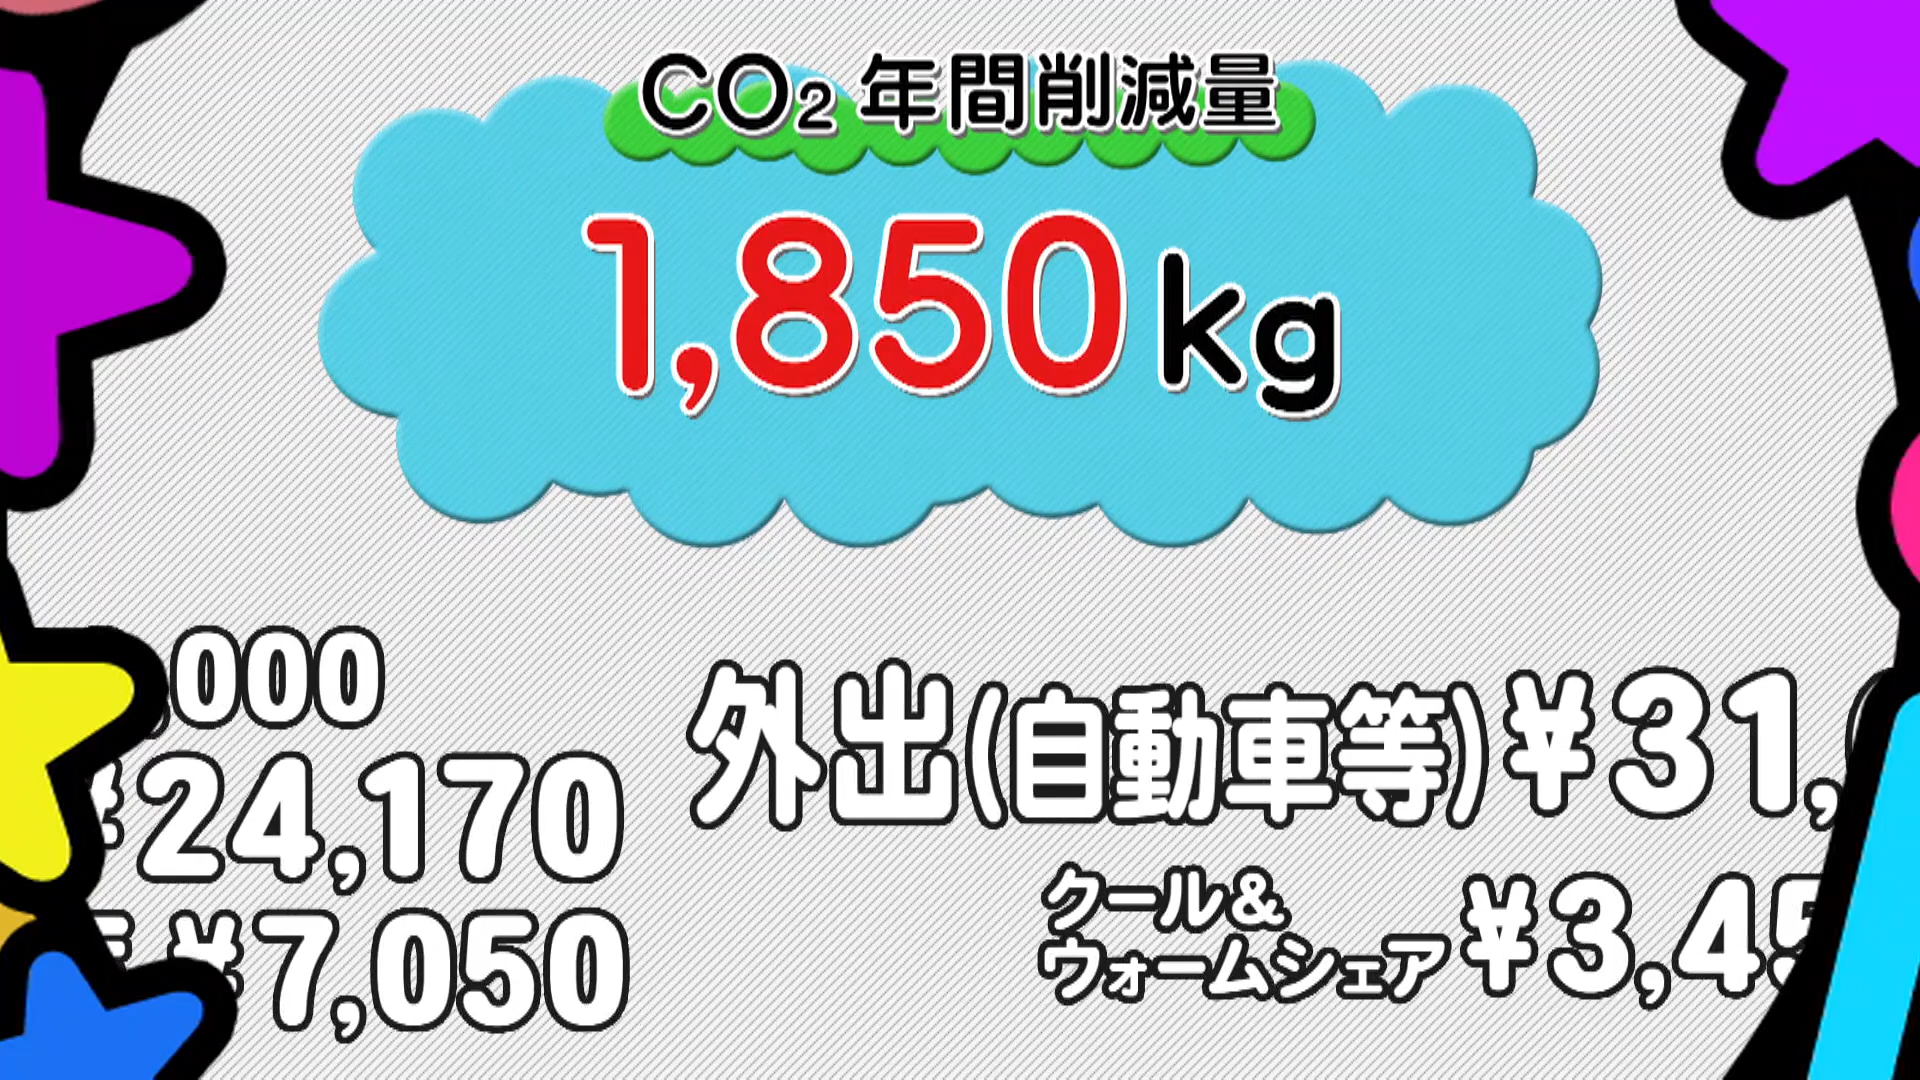 CO2 年間削減量
1,850kg
,000
¥24,170
¥7,050
外出(自動車等) ¥31,
クール&
ウォームシェア ¥3,45